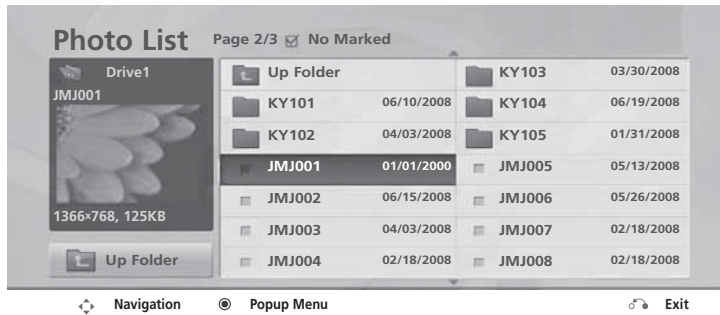 Photo List Page 2/3 No Marked
Drive1
JMJ001
1366×768, 125KB
Up Folder
Up Folder
KY101 06/10/2008
KY102 04/03/2008
JMJ001 01/01/2000
JMJ002 06/15/2008
JMJ003 04/03/2008
JMJ004 02/18/2008
KY103 03/30/2008
KY104 06/19/2008
KY105 01/31/2008
JMJ005 05/13/2008
JMJ006 05/26/2008
JMJ007 02/18/2008
JMJ008 02/18/2008
Navigation Popup Menu Exit